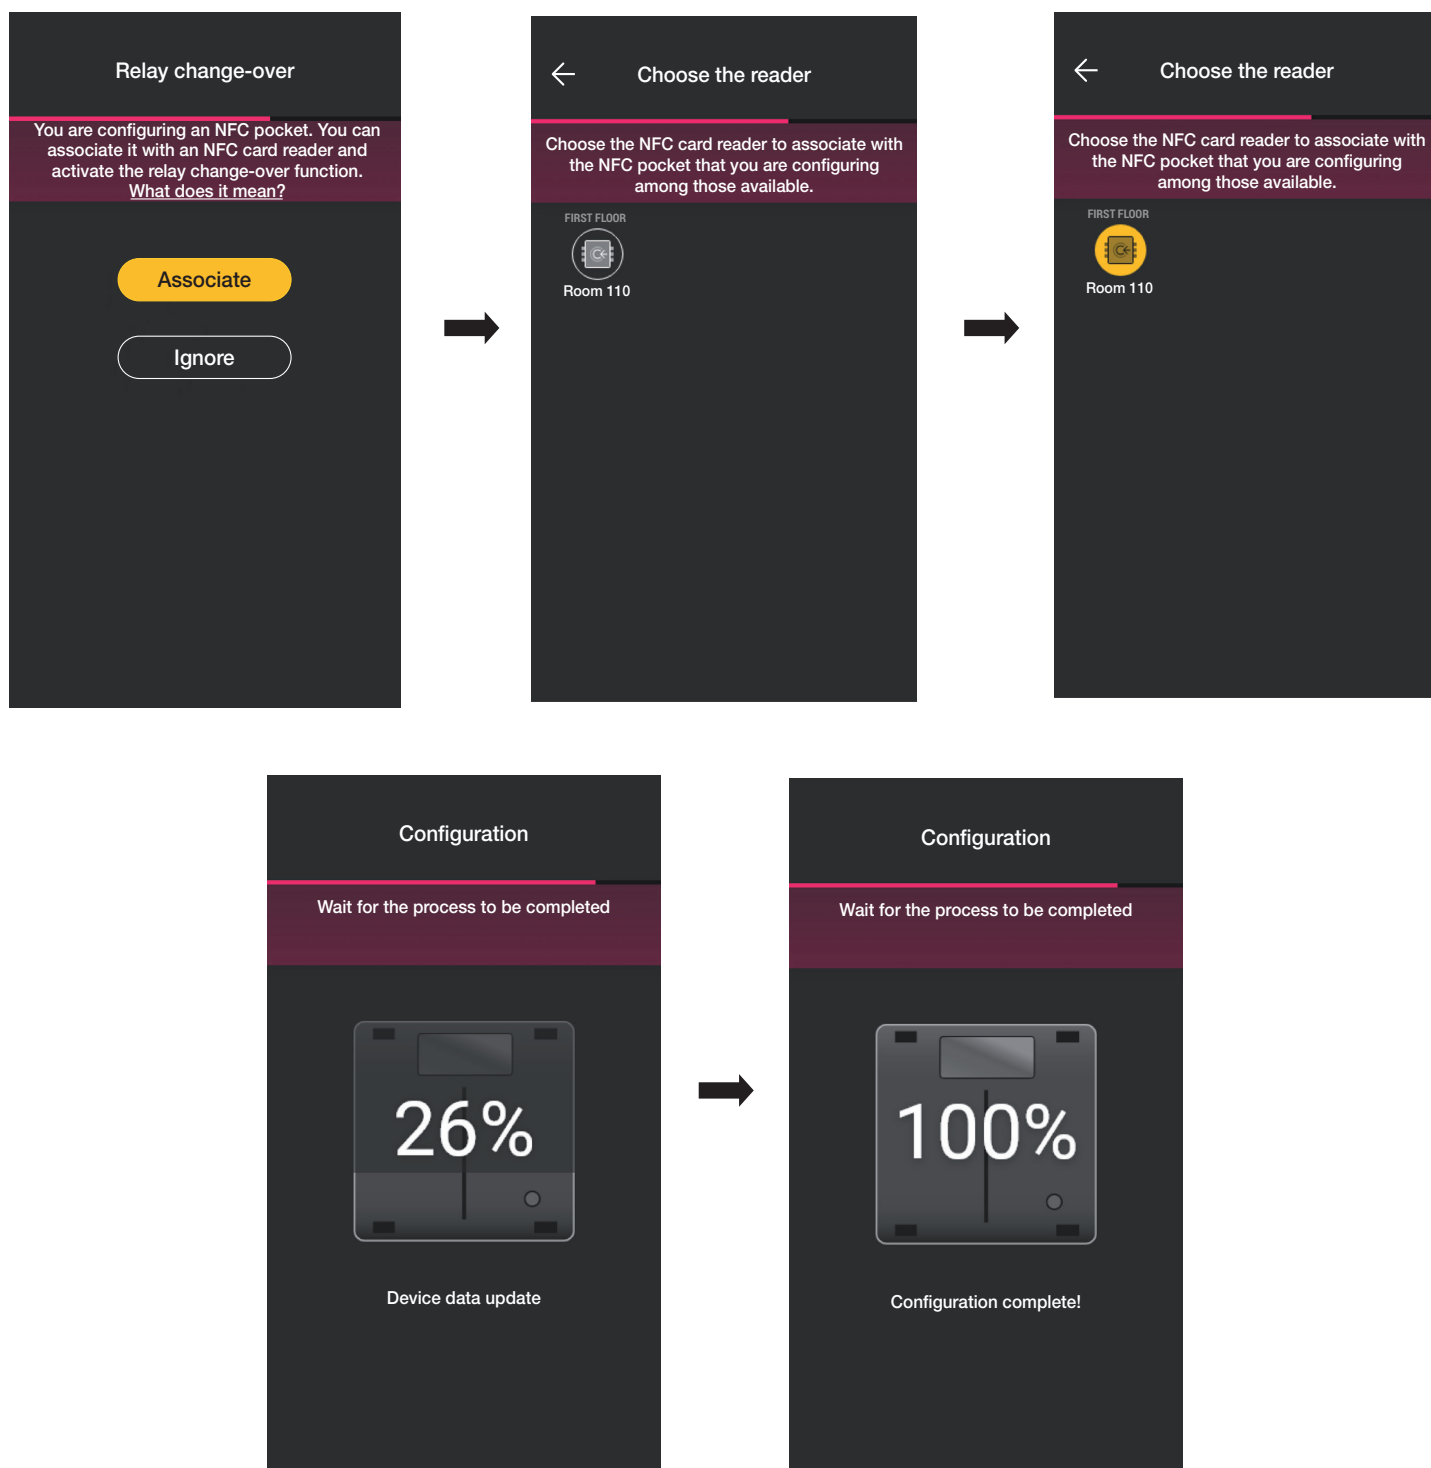 Relay change-over
You are configuring an NFC pocket. You can
associate it with an NFC card reader and
activate the relay change-over function.
What does it mean?
Associate
Ignore
Choose the reader
Choose the NFC card reader to associate with
the NFC pocket that you are configuring
among those available.
FIRST FLOOR
Room 110
Choose the reader
Choose the NFC card reader to associate with
the NFC pocket that you are configuring
among those available.
FIRST FLOOR
Room 110
Configuration
Wait for the process to be completed
26%
Device data update
Configuration
Wait for the process to be completed
100%
Configuration complete!